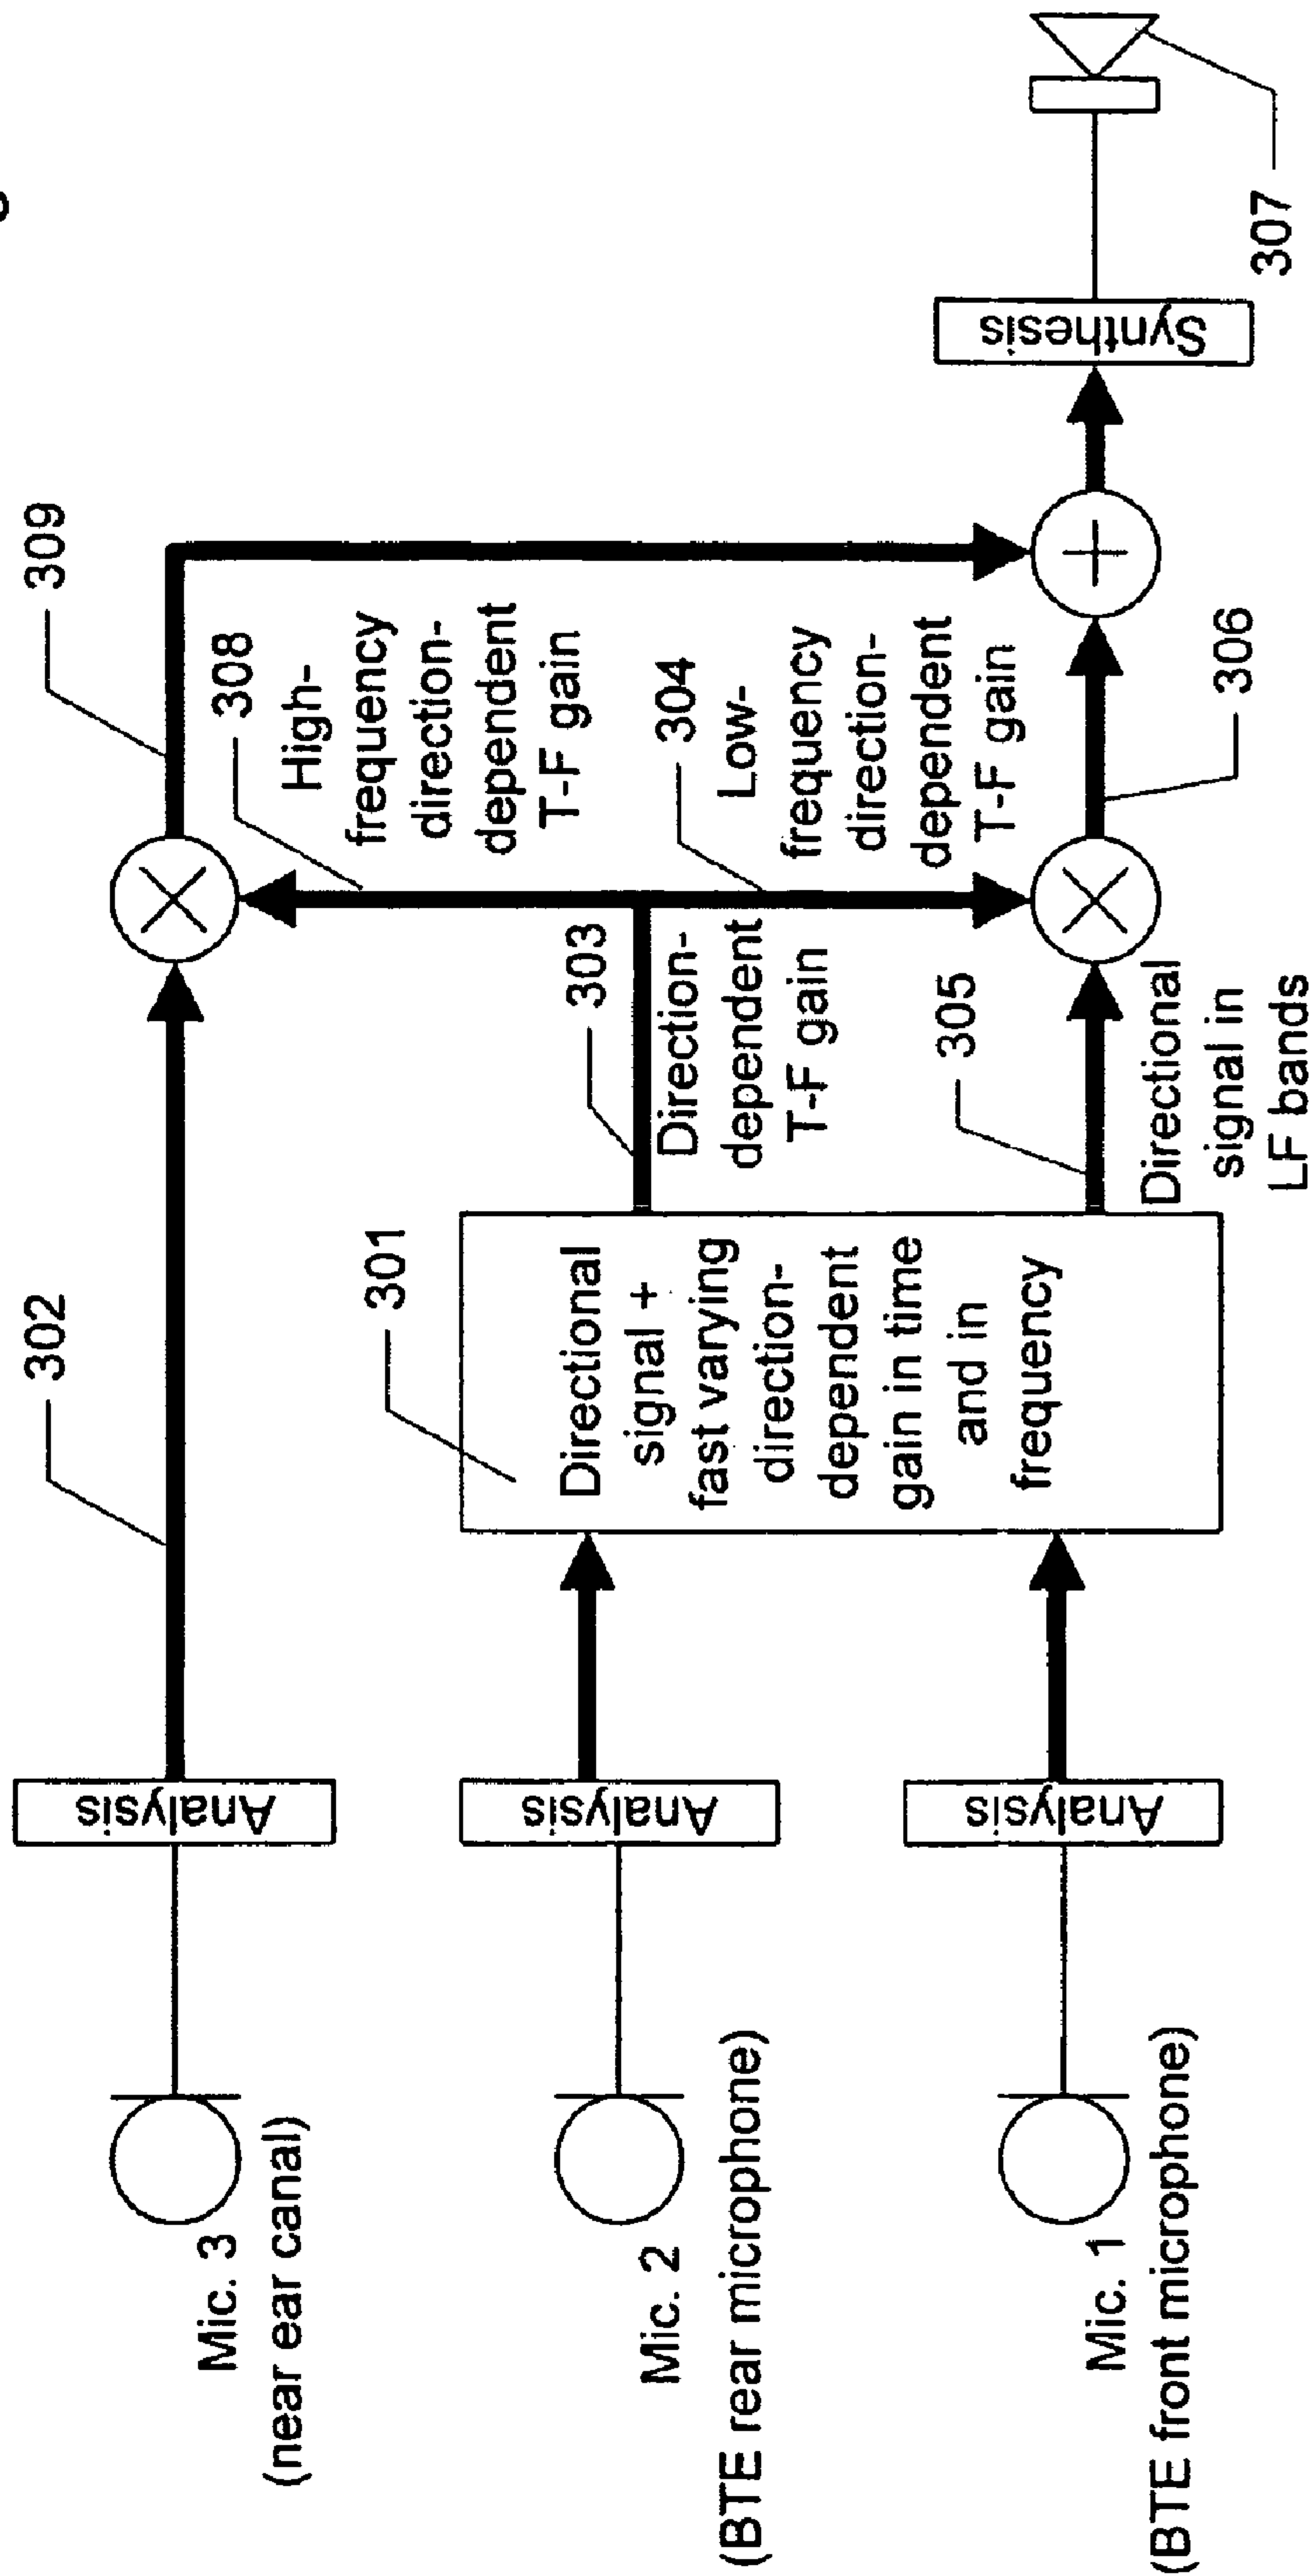 302
309
Analysis
Mic. 3
(near ear canal)
308
High-
frequency
direction-
dependent
T-F gain
301
303
Direction-
dependent
T-F gain
304
Low-
frequency
direction-
dependent
T-F gain
Analysis
Mic. 2
(BTE rear microphone)
Directional
signal +
fast varying
direction-
dependent
gain in time
and in
frequency
305
Directional
signal in
LF bands
306
Synthesis
307
Analysis
Mic. 1
(BTE front microphone)